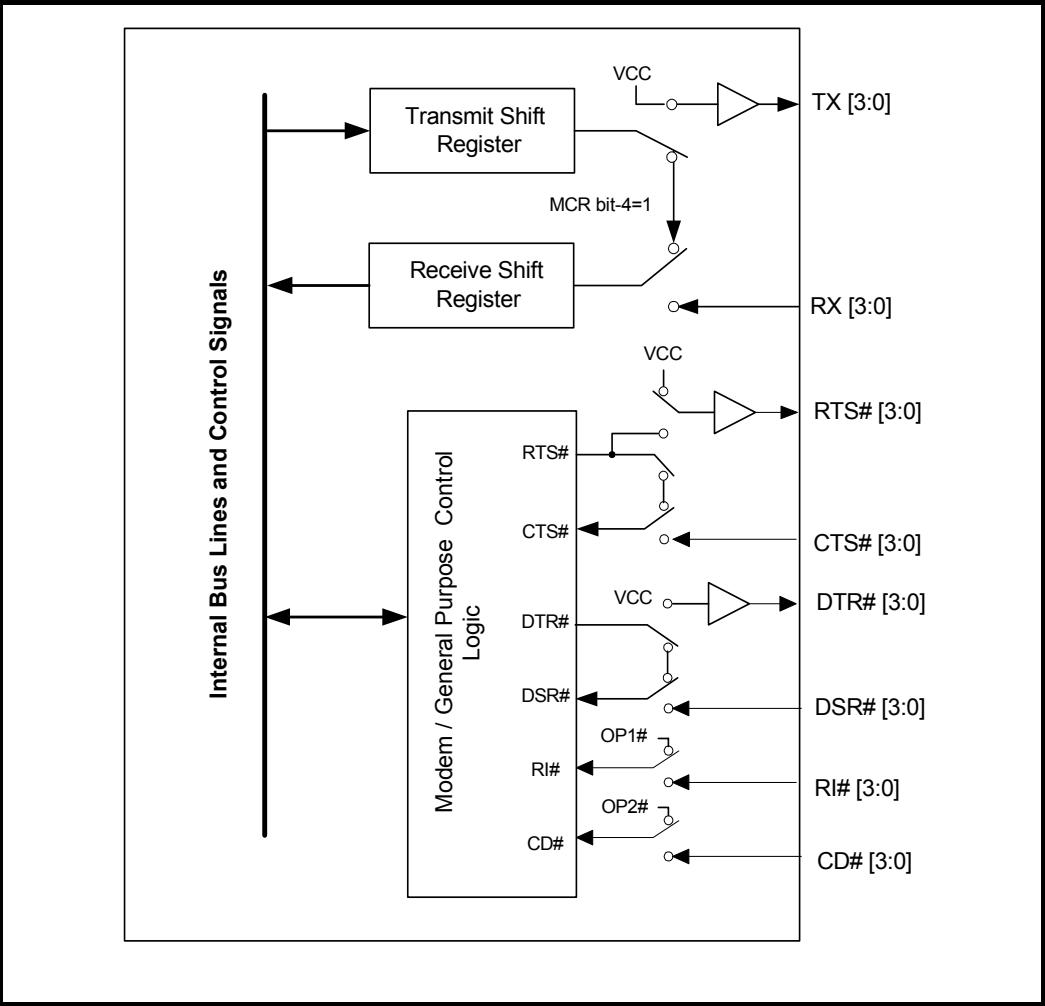 VCC
TX [3:0]
Transmit Shift
Register
MCR bit-4=1
Receive Shift
Register
RX [3:0]
Internal Bus Lines and Control Signals
VCC
RTS# [3:0]
Modem / General Purpose Control
Logic
RTS#
CTS#
CTS# [3:0]
VCC
DTR# [3:0]
DTR#
DSR#
DSR# [3:0]
OP1#
RI#
RI# [3:0]
OP2#
CD#
CD# [3:0]